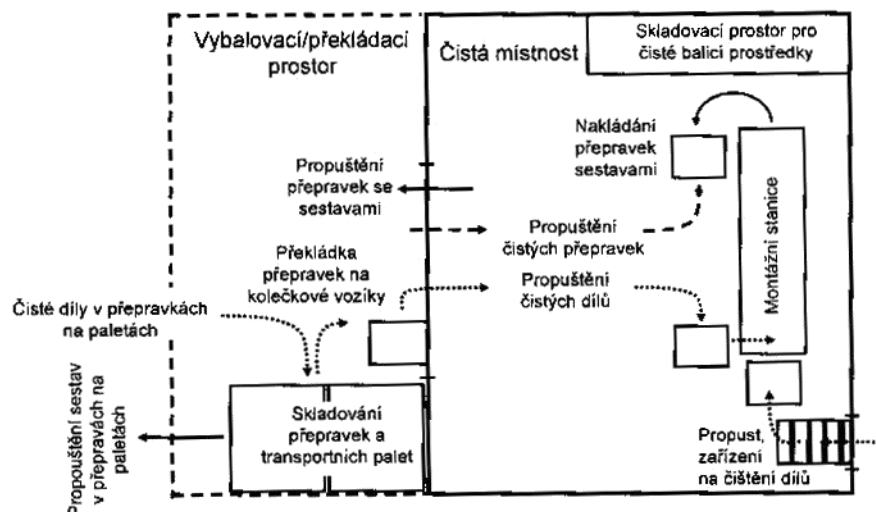 Vybalovací/překládací
prostor
Čistá místnost
Skladovací prostor pro
čisté balicí prostředky
Nakládání
přepravek
sestavami
Propuštění
přepravek se
sestavami
Montážní stanice
Propuštění
čistých přepravek
Překládka
přepravek na
kolečkové vozíky
Propuštění
čistých dílů
Čisté díly v přepravkách
na paletách
Skladování
přepravek a
transportních palet
Propouštění sestav
v přepravách na
paletách
Propust,
zařízení
na čištění dílů